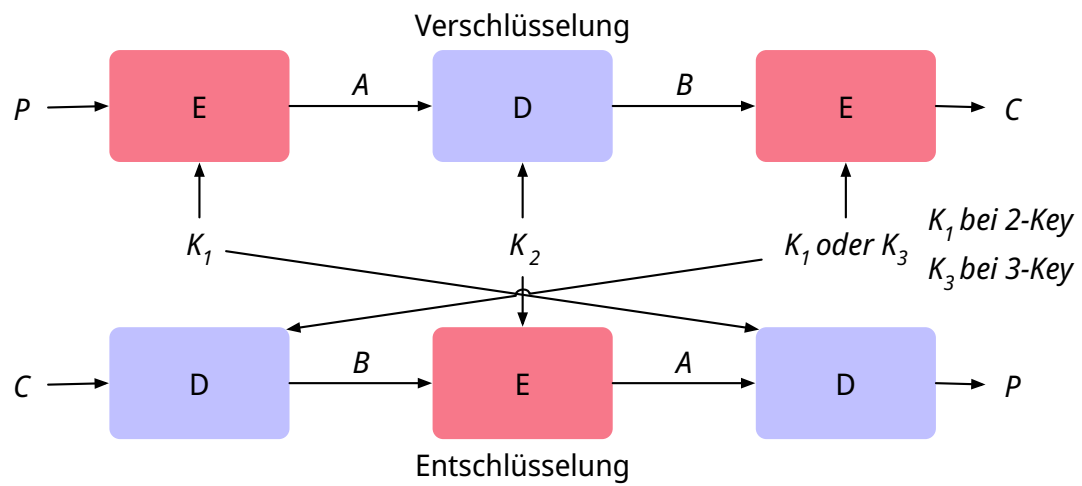 Verschlüsselung
P E A D B E C
K1 K2 K1 oder K3
K1 bei 2-Key
K3 bei 3-Key
C D B E A D P
Entschlüsselung